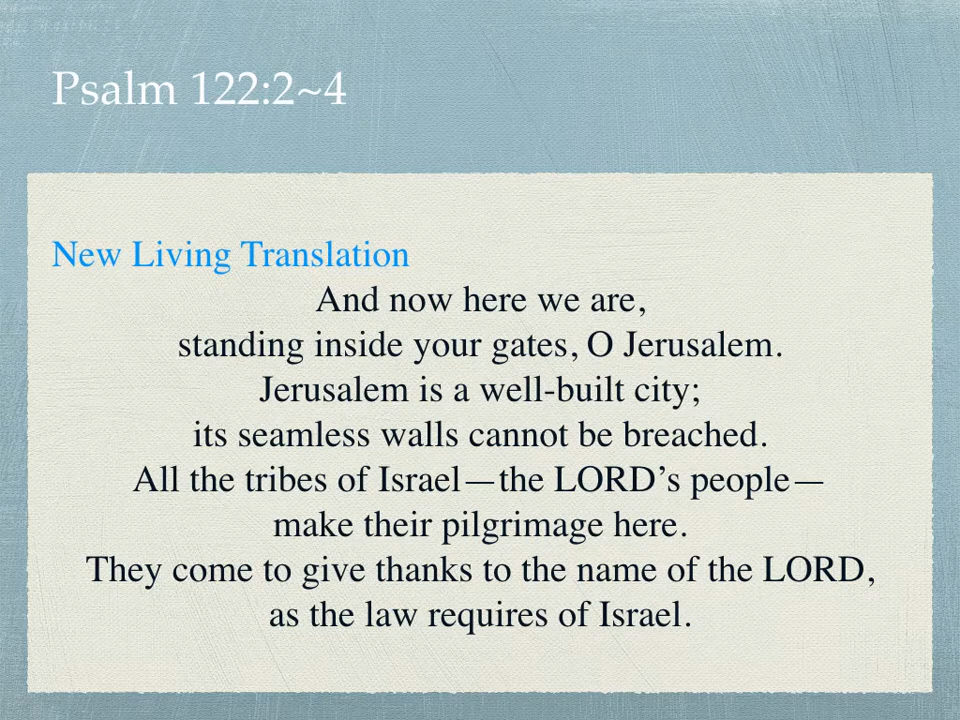 Psalm 122:2~4
New Living Translation
And now here we are,
standing inside your gates, O Jerusalem.
Jerusalem is a well-built city;
its seamless walls cannot be breached.
All the tribes of Israel—the LORD’s people—
make their pilgrimage here.
They come to give thanks to the name of the LORD,
as the law requires of Israel.